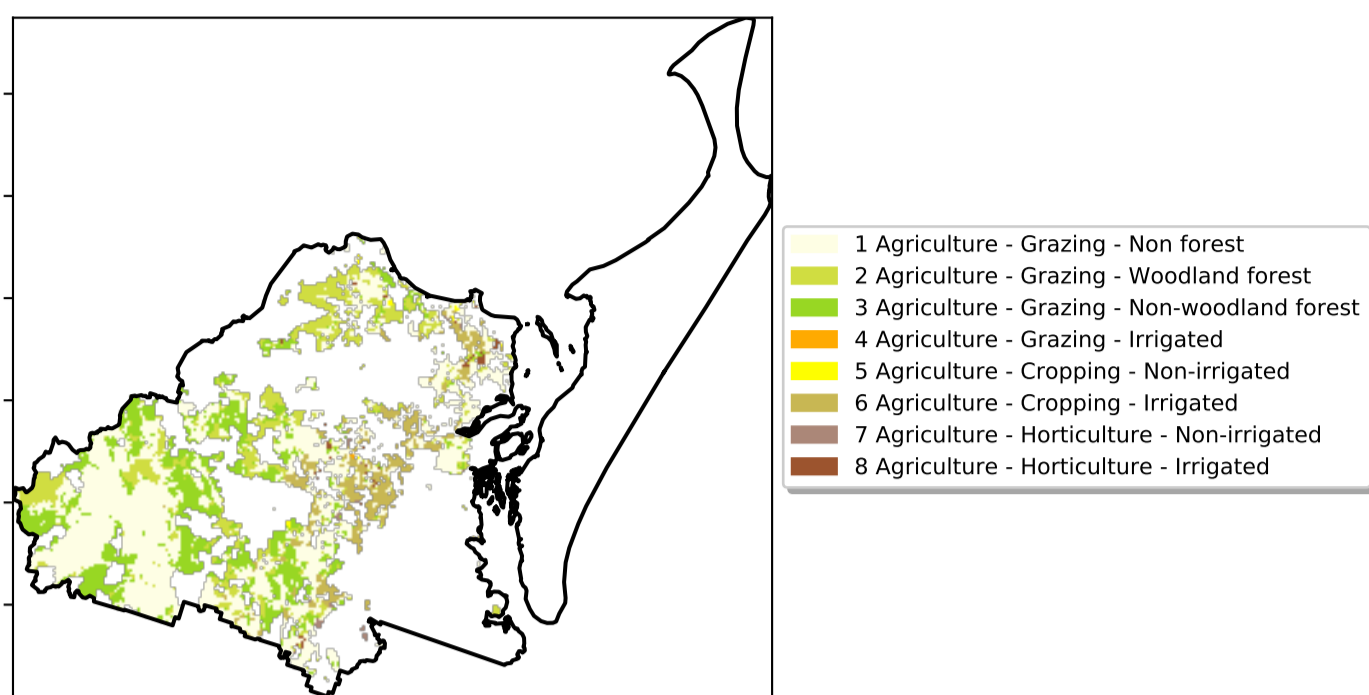 1 Agriculture - Grazing - Non forest
2 Agriculture - Grazing - Woodland forest
3 Agriculture - Grazing - Non-woodland forest
4 Agriculture - Grazing - Irrigated
5 Agriculture - Cropping - Non-irrigated
6 Agriculture - Cropping - Irrigated
7 Agriculture - Horticulture - Non-irrigated
8 Agriculture - Horticulture - Irrigated